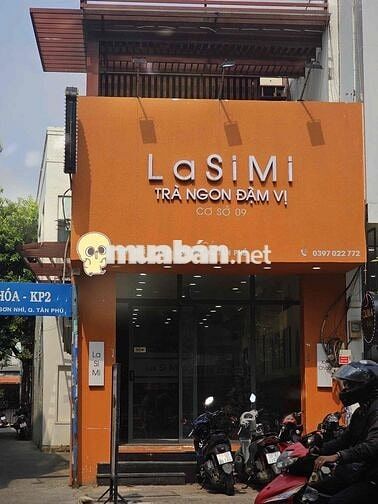 LaSiMi
TRÀ NGON ĐẬM VỊ
CƠ SỞ 09
muaban.net
PHÚ
0397 022 772
HÓA - KP2
SƠN NHÌ, Q. TÂN PHÚ
La
Si
Mi